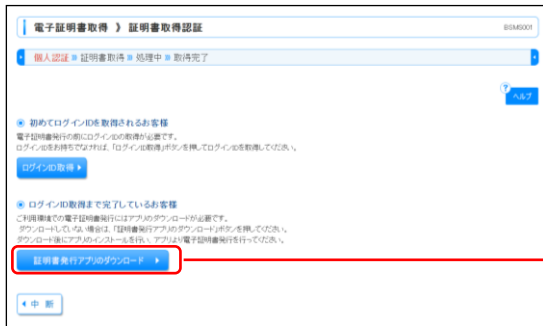 電子証明書取得 》 証明書取得認証
BSMS001
個人認証 » 証明書取得 » 処理中 » 取得完了
? ヘルプ
初めてログインIDを取得されるお客様
電子証明書発行の前にログインIDの取得が必要です。
ログインIDをお持ちでなければ、「ログインID取得」ボタンを押してログインIDを取得してください。
ログインID取得
ログインID取得まで完了しているお客様
ご利用環境での電子証明書発行にはアプリのダウンロードが必要です。
ダウンロードしていない場合は、「証明書発行アプリのダウンロード」ボタンを押してください。
ダウンロード後にアプリのインストールを行い、アプリより電子証明書発行を行ってください。
証明書発行アプリのダウンロード
中 断